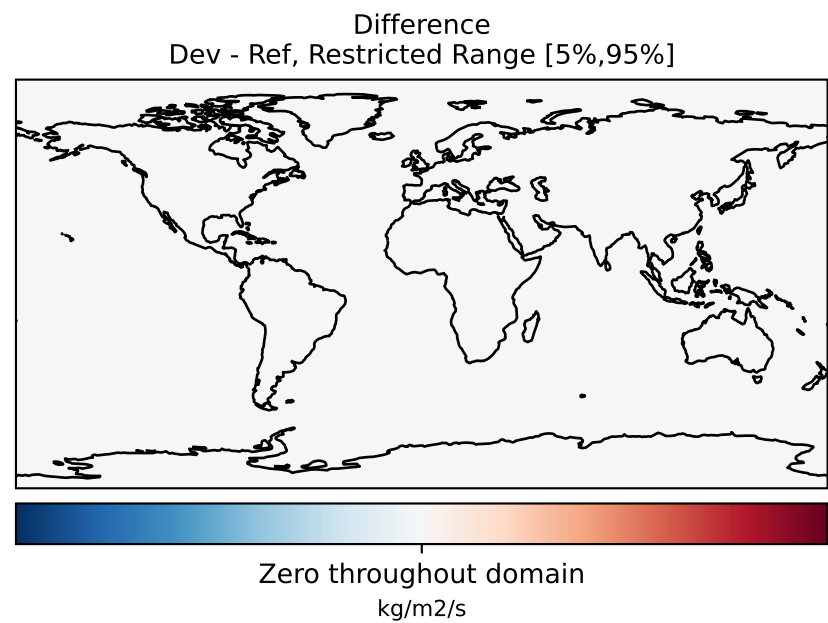 Difference
Dev - Ref, Restricted Range [5%,95%]
Zero throughout domain
kg/m2/s